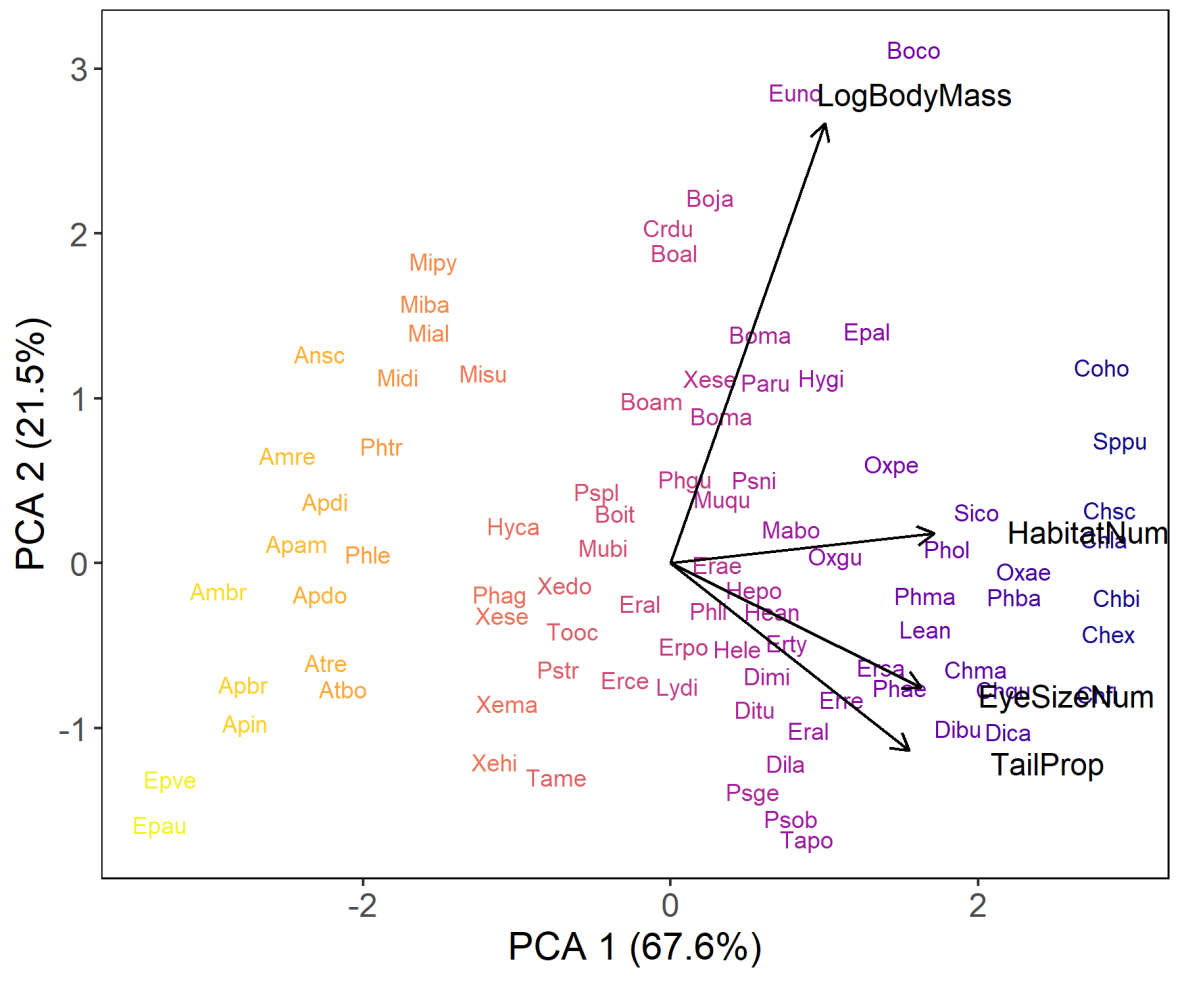 Boco
3
Euno
LogBodyMass
Boja
Crdu
2
Boal
Mipy
Miba
Mial
Boma
Epal
Ansc
Misu
Midi
Xese
Paru
Hygi
Coho
1
Boam
Boma
Sppu
Phtr
Amre
Oxpe
Phgu
Psni
Pspl
Muqu
Apdi
Boit
Sico
Chsc
Hyca
Mabo
HabitatNum
Apam
Mubi
Phol
Phle
Oxgu
0
Erae
Oxae
Xedo
Ambr
Apdo
Phag
Hepo
Phma
Phba
Chbi
Eral
Phll
Hean
Xese
Tooc
Lean
Chex
Erpo
Hele
Erty
Atre
Pstr
Dimi
Ersa
Chma
Apbr
Atbo
Erce
Lydi
Phae
EyeSizeNum
Xema
Erre
Ditu
Apin
-1
Eral
Dibu
Dica
Xehi
Dila
TailProp
Epve
Tame
Psge
Epau
Psob
Tapo
-2
0
2
PCA 1 (67.6%)
PCA 2 (21.5%)